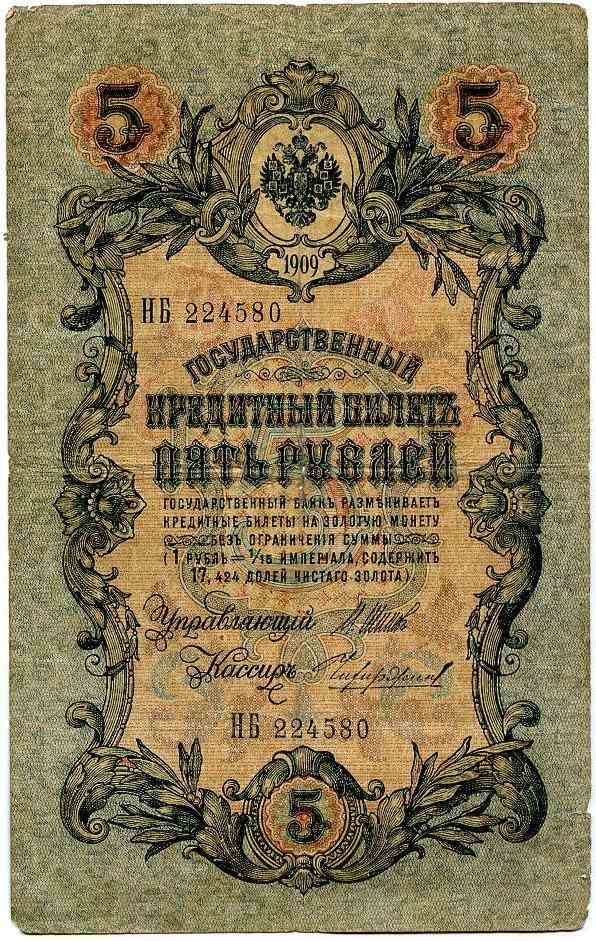 5 5
1909
НБ 224580
ГОСУДАРСТВЕННЫЙ
КРЕДИТНЫЙ БИЛЕТЪ
ПЯТЬ РУБЛЕЙ
ГОСУДАРСТВЕННЫЙ БАНКЪ РАЗМѢНИВАЕТЪ
КРЕДИТНЫЕ БИЛЕТЫ НА ЗОЛОТУЮ МОНЕТУ
БЕЗЪ ОГРАНИЧЕНІЯ СУММЫ
(1 РУБЛЬ = 1/15 ИМПЕРІАЛА, СОДЕРЖИТЪ
17,424 ДОЛЕЙ ЧИСТАГО ЗОЛОТА).
Управляющій
Кассиръ
НБ 224580
5